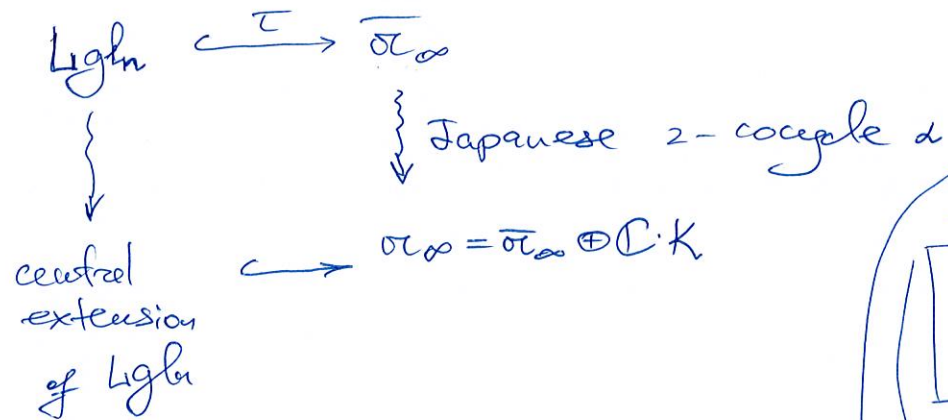 Lgln τ 𝔞̄∞
Japanese 2-cocycle α
central 𝔞∞ = 𝔞̄∞ ⊕ ℂ·K
extension
of Lgln